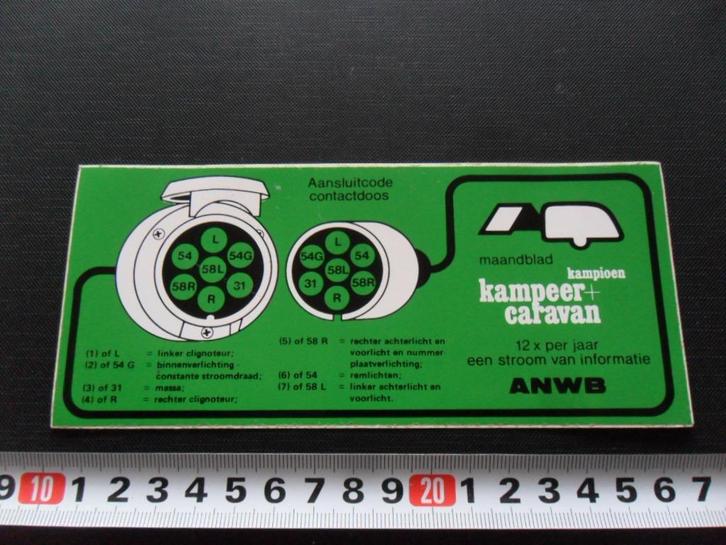 Aansluitcode
contactdoos
L
54
54G
58L
58R
31
R
L
54G
54
58L
31
58R
R
(1) of L = linker clignoteur;
(2) of 54 G = binnenverlichting -
constante stroomdraad;
(3) of 31 = massa;
(4) of R = rechter clignoteur;
(5) of 58 R = rechter achterlicht en
voorlicht en nummer
plaatverlichting;
(6) of 54 = remlichten;
(7) of 58 L = linker achterlicht en
voorlicht.
maandblad
kampioen
kampeer+
caravan
12 x per jaar
een stroom van informatie
ANWB
9 10 1 2 3 4 5 6 7 8 9 20 1 2 3 4 5 6 7